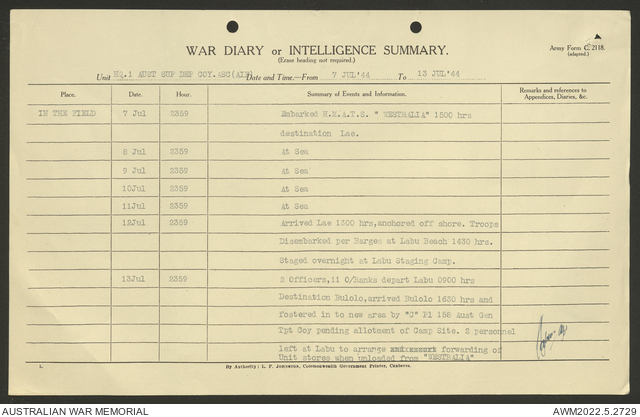 WAR DIARY or INTELLIGENCE SUMMARY.
(Erase heading not required.)
Army Form C. 2118.
(adapted.)
Unit HQ.1 AUST SUP DEP COY. ASC(AIF) Date and Time.—From 7 JUL'44 To 13 JUL'44
Place. Date. Hour. Summary of Events and Information. Remarks and references to Appendices, Diaries, &c.
IN THE FIELD 7 Jul 2359 Embarked H.M.A.T.S. " WESTRALIA" 1500 hrs
destination Lae.
8 Jul 2359 At Sea
9 Jul 2359 At Sea
10Jul 2359 At Sea
11Jul 2359 At Sea
12Jul 2359 Arrived Lae 1300 hrs, anchored off shore. Troops
Disembarked per Barges at Labu Beach 1430 hrs.
Staged overnight at Labu Staging Camp.
13Jul 2359 2 Officers,11 O/Ranks depart Labu 0900 hrs
Destination Bulolo,arrived Bulolo 1630 hrs and
fostered in to new area by "C" Pl 158 Aust Gen
Tpt Coy pending allotment of Camp Site. 2 personnel
left at Labu to arrange forwarding of
Unit stores when unloaded from "WESTRALIA"
1. By Authority: L. F. Johnston, Commonwealth Government Printer, Canberra.
AUSTRALIAN WAR MEMORIAL AWM2022.5.2729